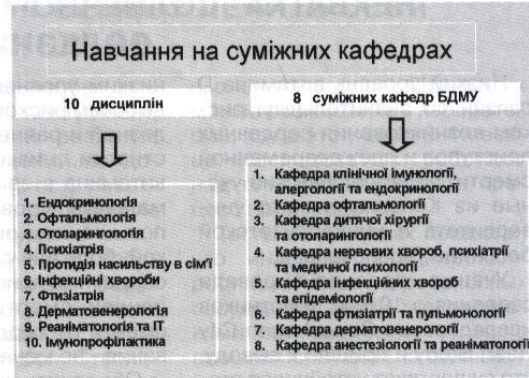 Навчання на суміжних кафедрах
10 дисциплін
1. Ендокринологія
2. Офтальмологія
3. Отоларингологія
4. Психіатрія
5. Протидія насильству в сім'ї
6. Інфекційні хвороби
7. Фтизіатрія
8. Дерматовенерологія
9. Реаніматологія та ІТ
10. Імунопрофілактика
8 суміжних кафедр БДМУ
1. Кафедра клінічної імунології,
алергології та ендокринології
2. Кафедра офтальмології
3. Кафедра дитячої хірургії
та отоларингології
4. Кафедра нервових хвороб, психіатрії
та медичної психології
5. Кафедра інфекційних хвороб
та епідеміології
6. Кафедра фтизіатрії та пульмонології
7. Кафедра дерматовенерології
8. Кафедра анестезіології та реаніматології